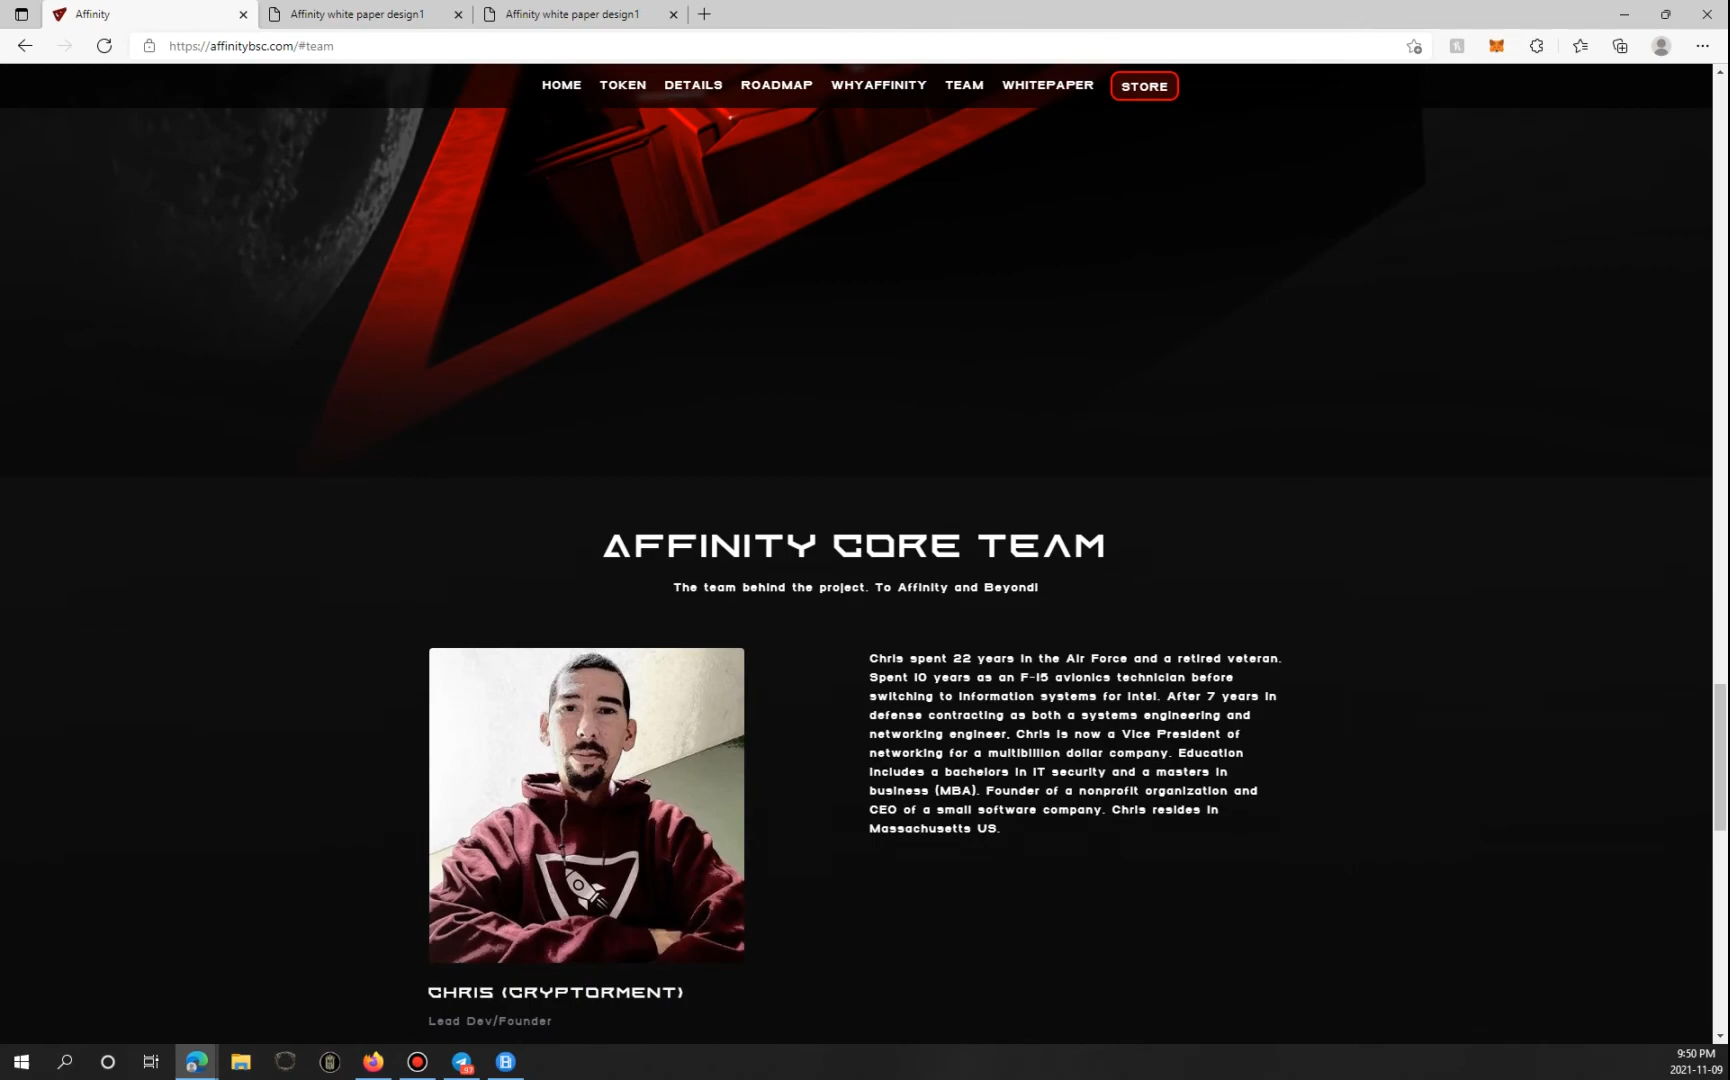 Affinity
Affinity white paper design1
Affinity white paper design1
https://affinitybsc.com/#team
HOME
TOKEN
DETAILS
ROADMAP
WHYAFFINITY
TEAM
WHITEPAPER
STORE
AFFINITY CORE TEAM
The team behind the project. To Affinity and Beyond!
Chris spent 22 years in the Air Force and a retired veteran.
Spent 10 years as an F-15 avionics technician before
switching to information systems for Intel. After 7 years in
defense contracting as both a systems engineering and
networking engineer. Chris is now a Vice President of
networking for a multibillion dollar company. Education
includes a bachelors in IT security and a masters in
business (MBA). Founder of a nonprofit organization and
CEO of a small software company. Chris resides in
Massachusetts US.
CHRIS (CRYPTORMENT)
Lead Dev/Founder
9:50 PM
2021-11-09